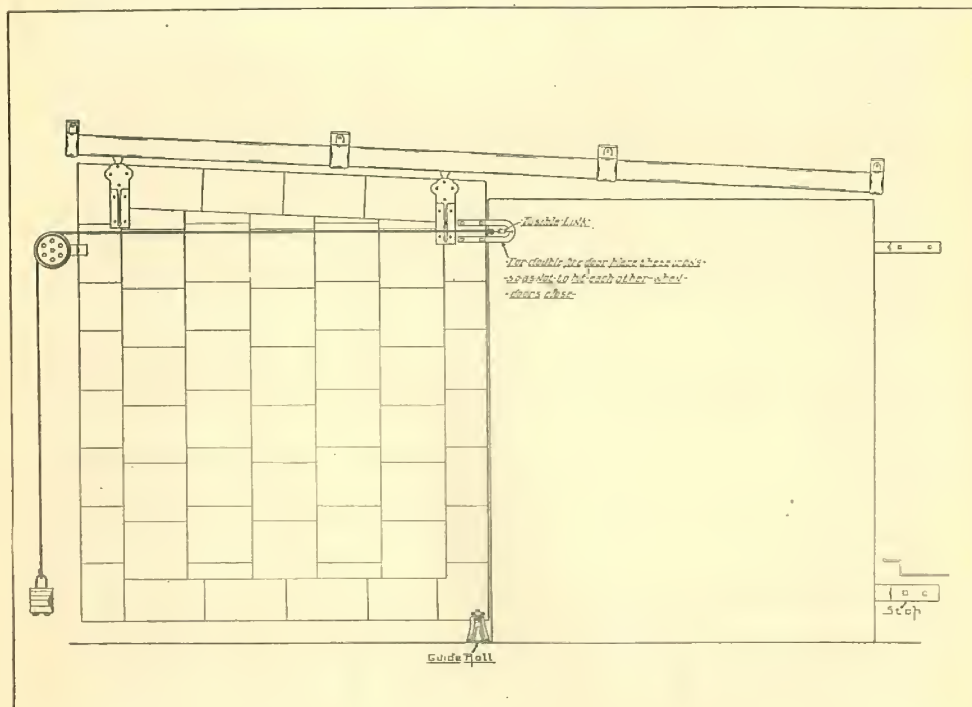 Fusible Link.
For double fire door place these irons-
-so as not to hit each other when-
-doors close-
Stop
Guide Roll